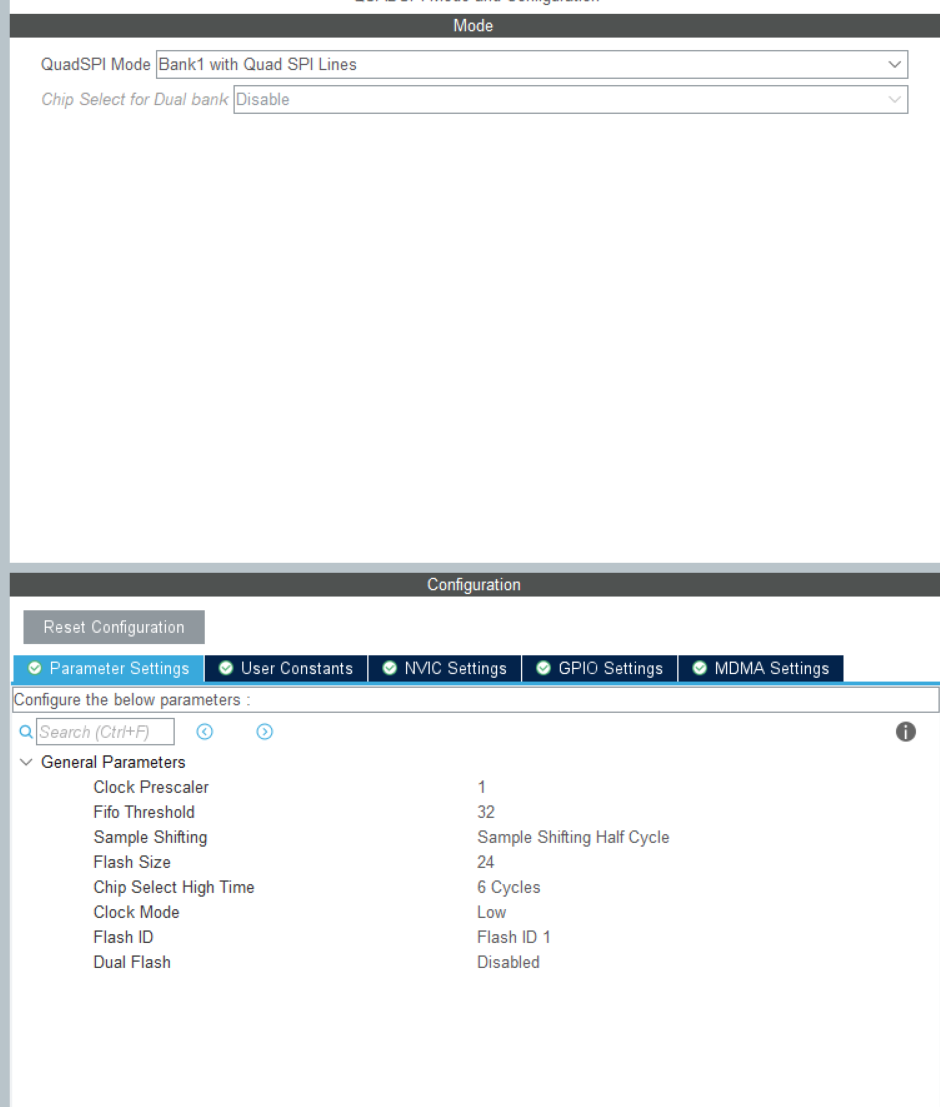 Mode
QuadSPI Mode Bank1 with Quad SPI Lines
Chip Select for Dual bank Disable
Configuration
Reset Configuration
Parameter Settings User Constants NVIC Settings GPIO Settings MDMA Settings
Configure the below parameters :
Search (Ctrl+F)
General Parameters
Clock Prescaler 1
Fifo Threshold 32
Sample Shifting Sample Shifting Half Cycle
Flash Size 24
Chip Select High Time 6 Cycles
Clock Mode Low
Flash ID Flash ID 1
Dual Flash Disabled